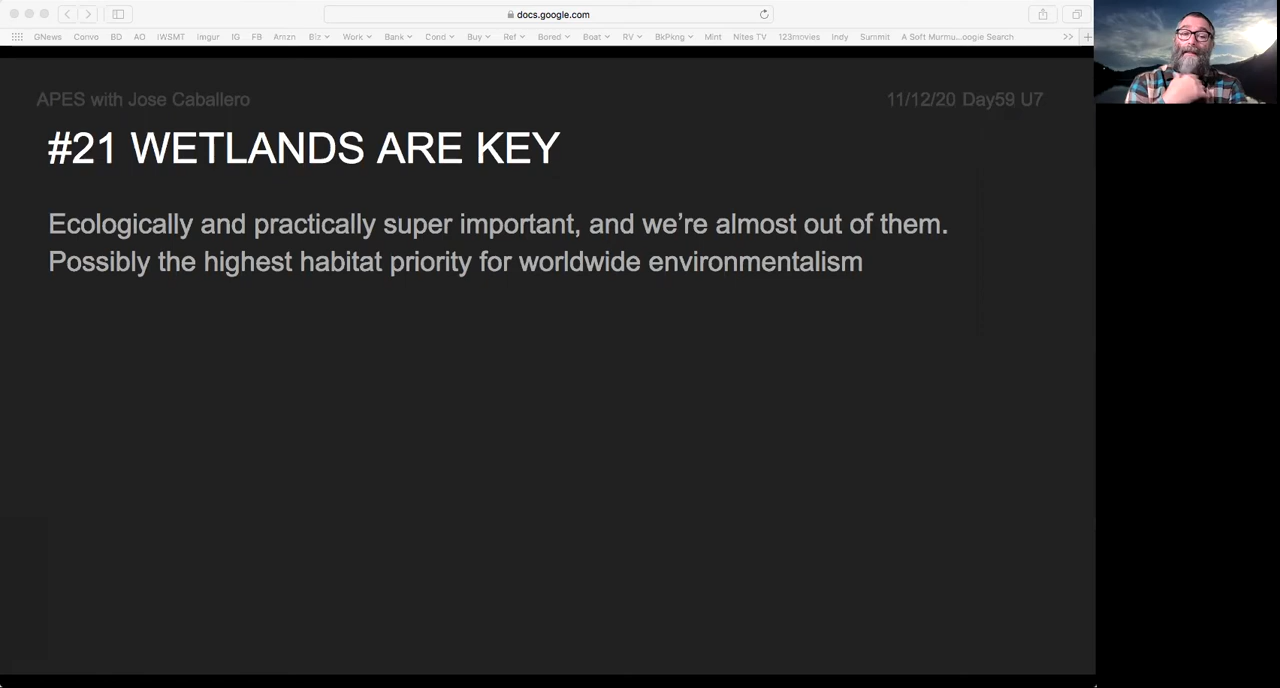 docs.google.com
GNews Convo BD AO IWSMT Imgur IG FB Amzn Biz Work Bank Cond Buy Ref Bored Boat RV BkPkng Mint Nites TV 123movies Indy Summit A Soft Murmu...oogle Search >>
APES with Jose Caballero 11/12/20 Day59 U7
#21 WETLANDS ARE KEY
Ecologically and practically super important, and we’re almost out of them.
Possibly the highest habitat priority for worldwide environmentalism